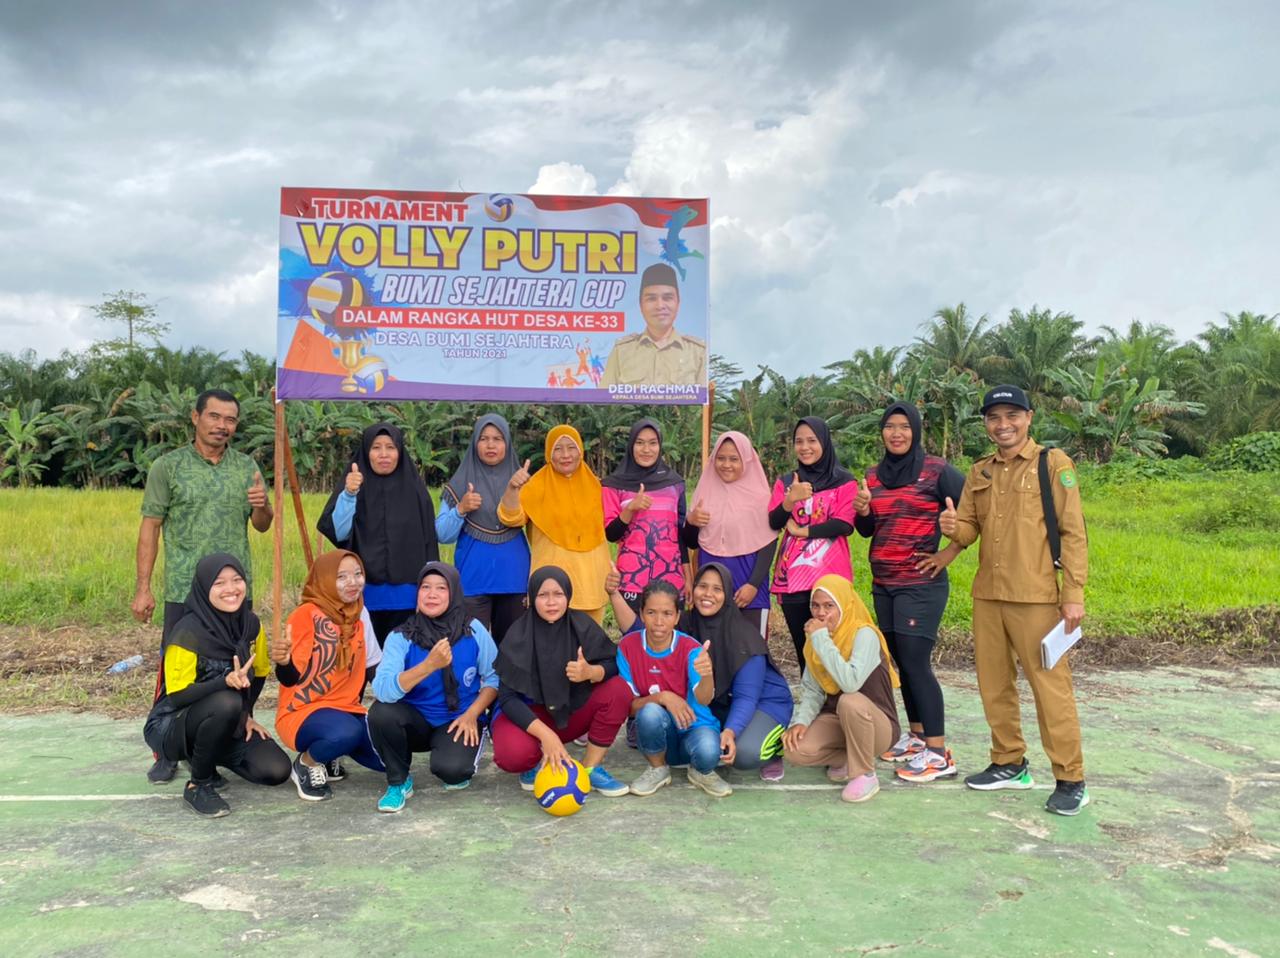 TURNAMENT
VOLLY PUTRI
BUMI SEJAHTERA CUP
DALAM RANGKA HUT DESA KE-33
DESA BUMI SEJAHTERA
TAHUN 2021
DEDI RACHMAT
KEPALA DESA BUMI SEJAHTERA
09